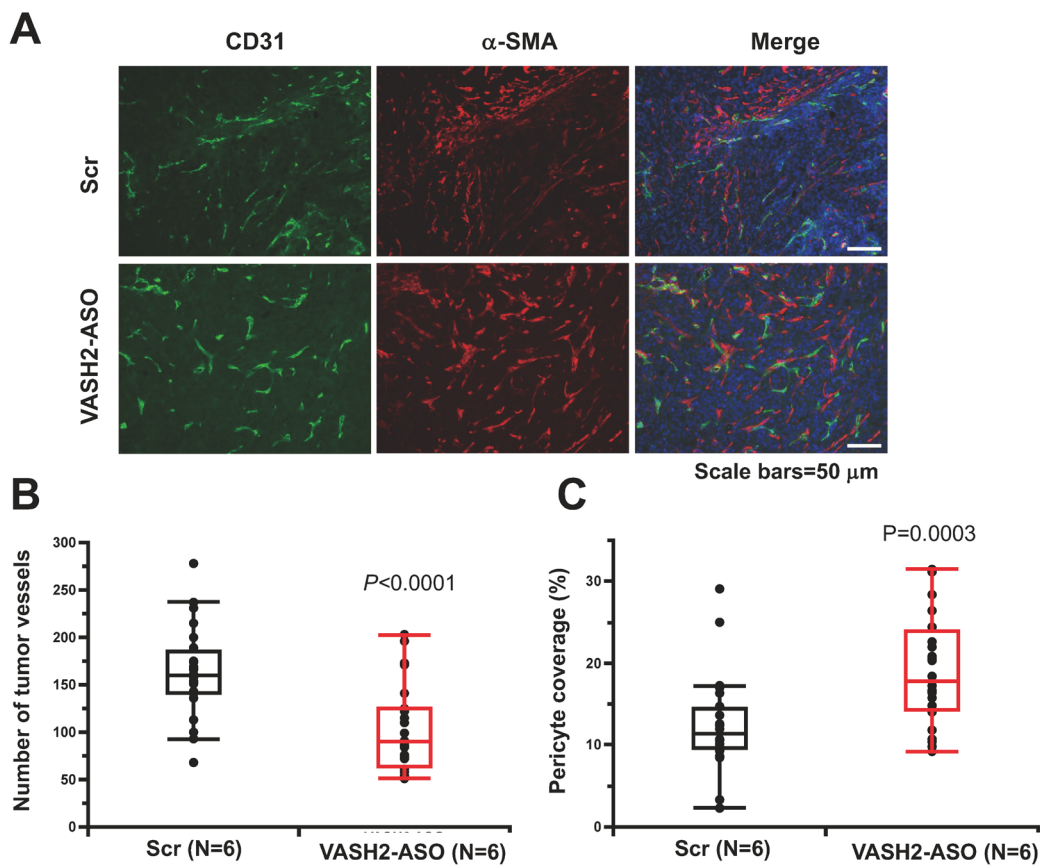 A
CD31 α-SMA Merge
Scr
VASH2-ASO
Scale bars=50 μm
B
Number of tumor vessels
300
250
200
150
100
50
0
P<0.0001
Scr (N=6) VASH2-ASO (N=6)
C
Pericyte coverage (%)
30
20
10
0
P=0.0003
Scr (N=6) VASH2-ASO (N=6)